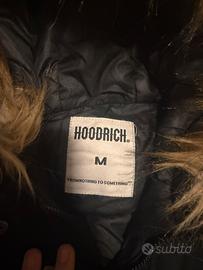 HOODRICH.
M
FROM NOTHING TO SOMETHING
subito